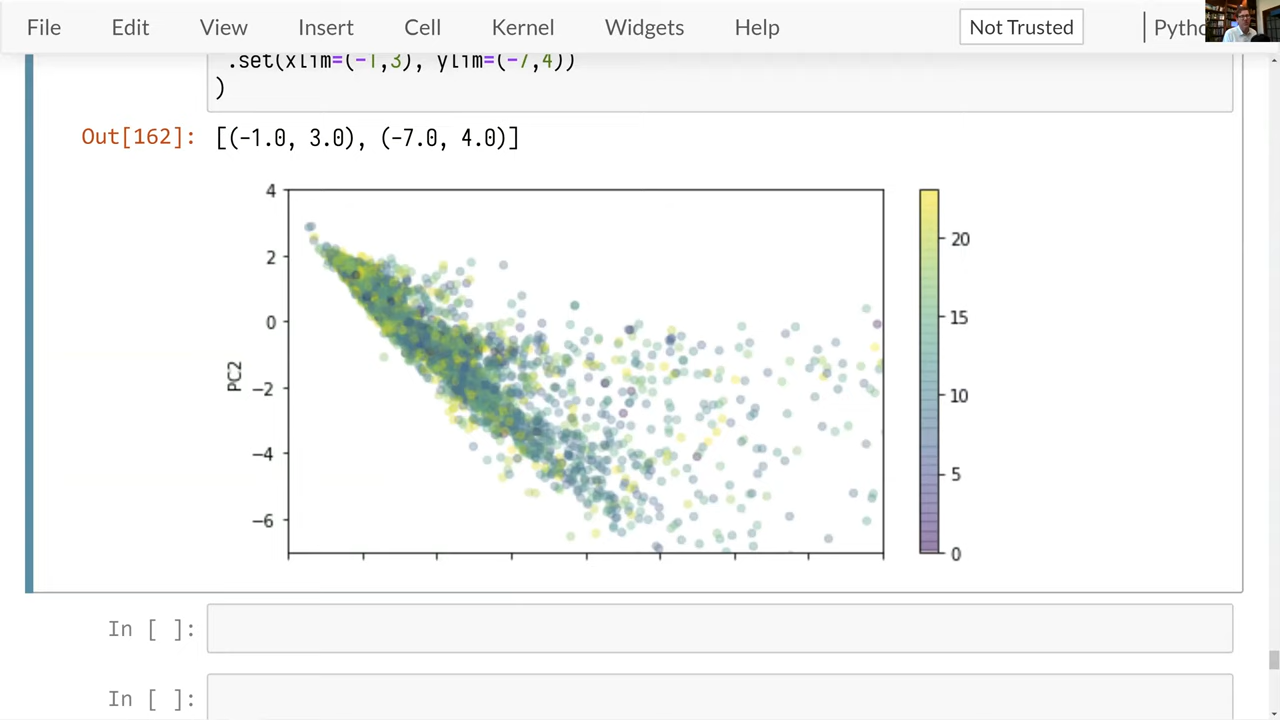 File Edit View Insert Cell Kernel Widgets Help Not Trusted
.set(xlim=(-1,3), ylim=(-7,4))
)
Out[162]: [(-1.0, 3.0), (-7.0, 4.0)]
4
2
0
−2
−4
−6
PC2
20
15
10
5
0
In [ ]:
In [ ]: